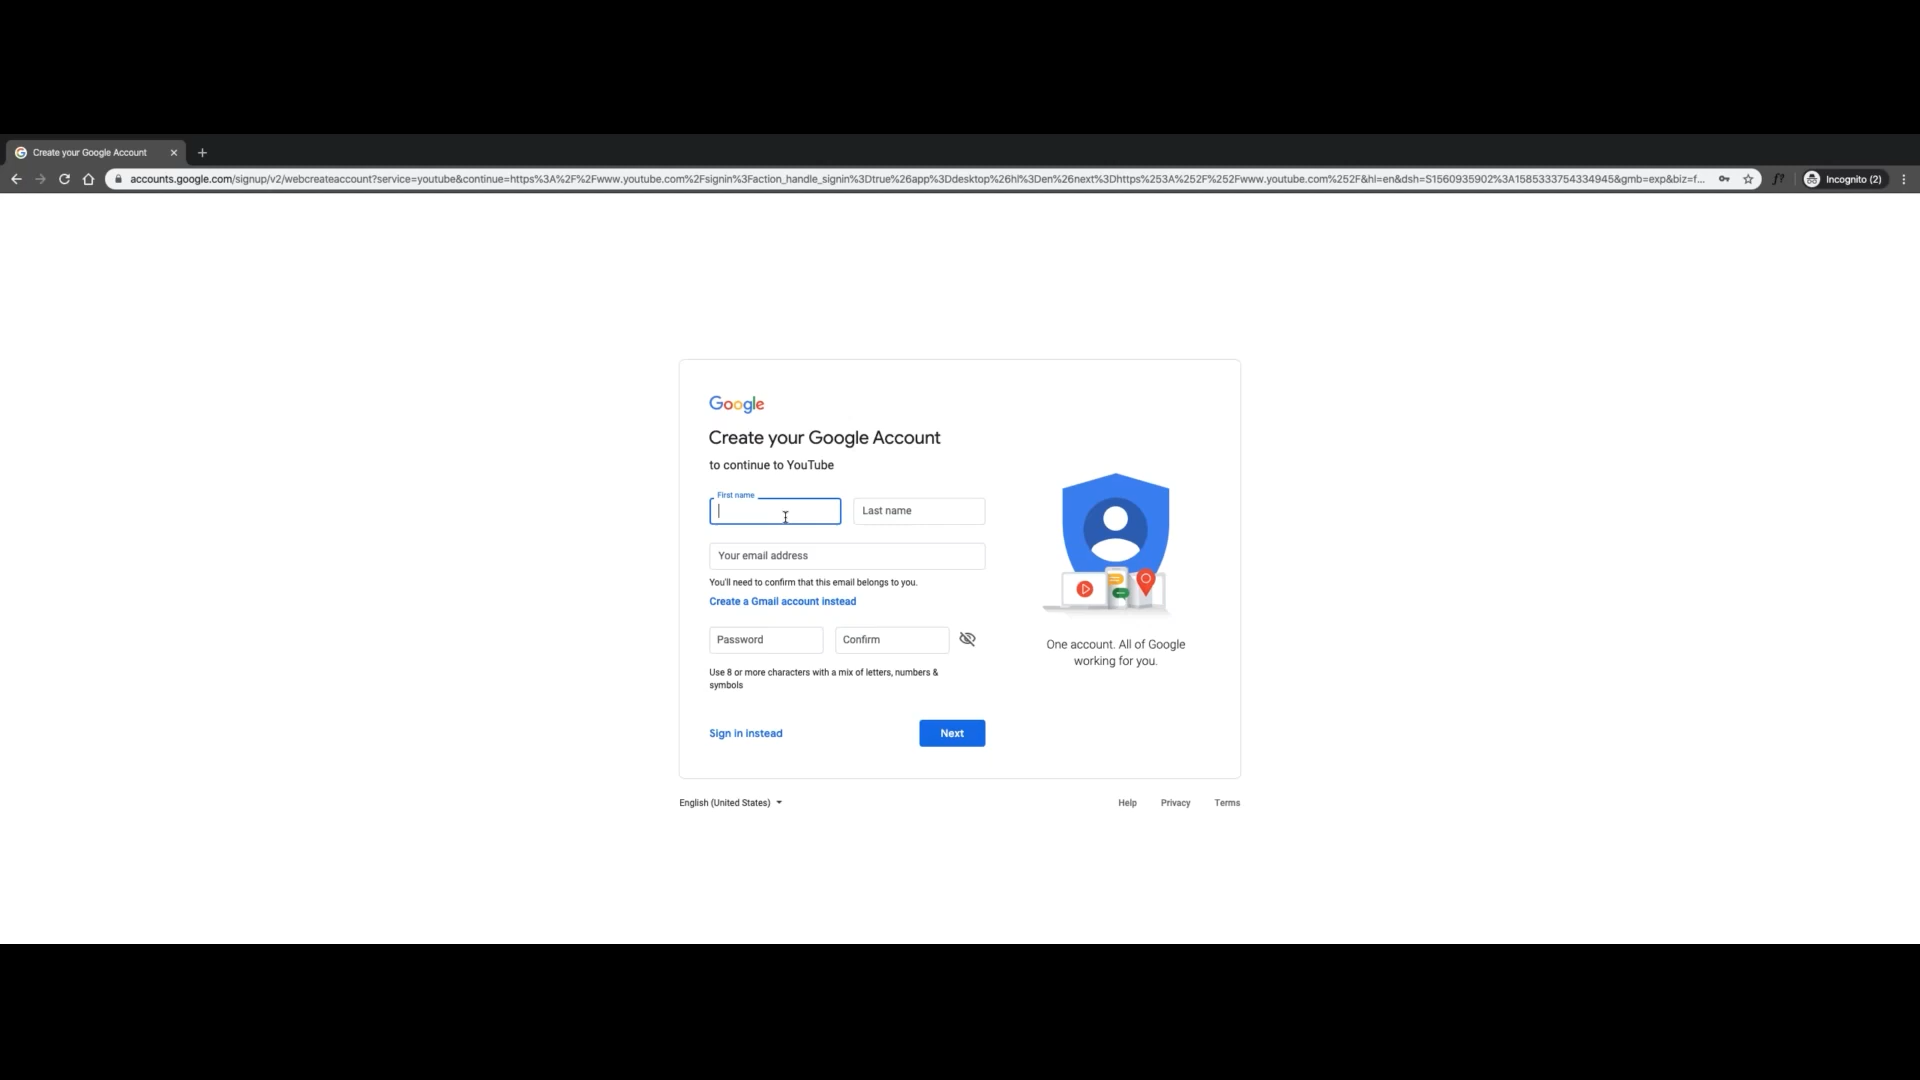 Create your Google Account
accounts.google.com/signup/v2/webcreateaccount?service=youtube&continue=https%3A%2F%2Fwww.youtube.com%2Fsignin%3Faction_handle_signin%3Dtrue%26app%3Ddesktop%26hl%3Den%26next%3Dhttps%253A%252F%252Fwww.youtube.com%252F&hl=en&dsh=S1560935902%3A1585333754334945&gmb=exp&biz=f...
f?
Incognito (2)
Google
Create your Google Account
to continue to YouTube
First name
Last name
Your email address
You'll need to confirm that this email belongs to you.
Create a Gmail account instead
Password
Confirm
Use 8 or more characters with a mix of letters, numbers &
symbols
One account. All of Google
working for you.
Sign in instead
Next
English (United States)
Help
Privacy
Terms